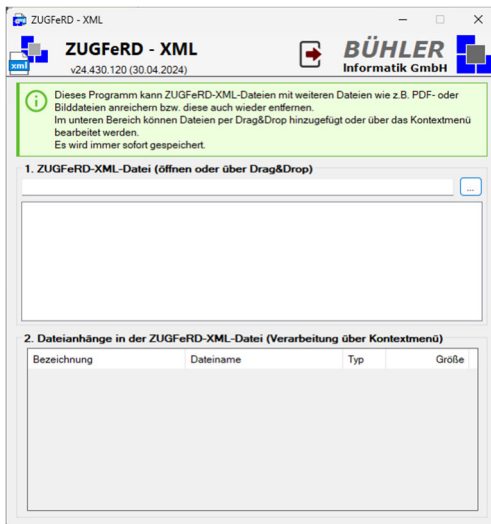 ZUGFeRD - XML
xml
ZUGFeRD - XML
v24.430.120 (30.04.2024)
BÜHLER
Informatik GmbH
Dieses Programm kann ZUGFeRD-XML-Dateien mit weiteren Dateien wie z.B. PDF- oder
Bilddateien anreichern bzw. diese auch wieder entfernen.
Im unteren Bereich können Dateien per Drag&Drop hinzugefügt oder über das Kontextmenü
bearbeitet werden.
Es wird immer sofort gespeichert.
1. ZUGFeRD-XML-Datei (öffnen oder über Drag&Drop)
...
2. Dateianhänge in der ZUGFeRD-XML-Datei (Verarbeitung über Kontextmenü)
Bezeichnung Dateiname Typ Größe